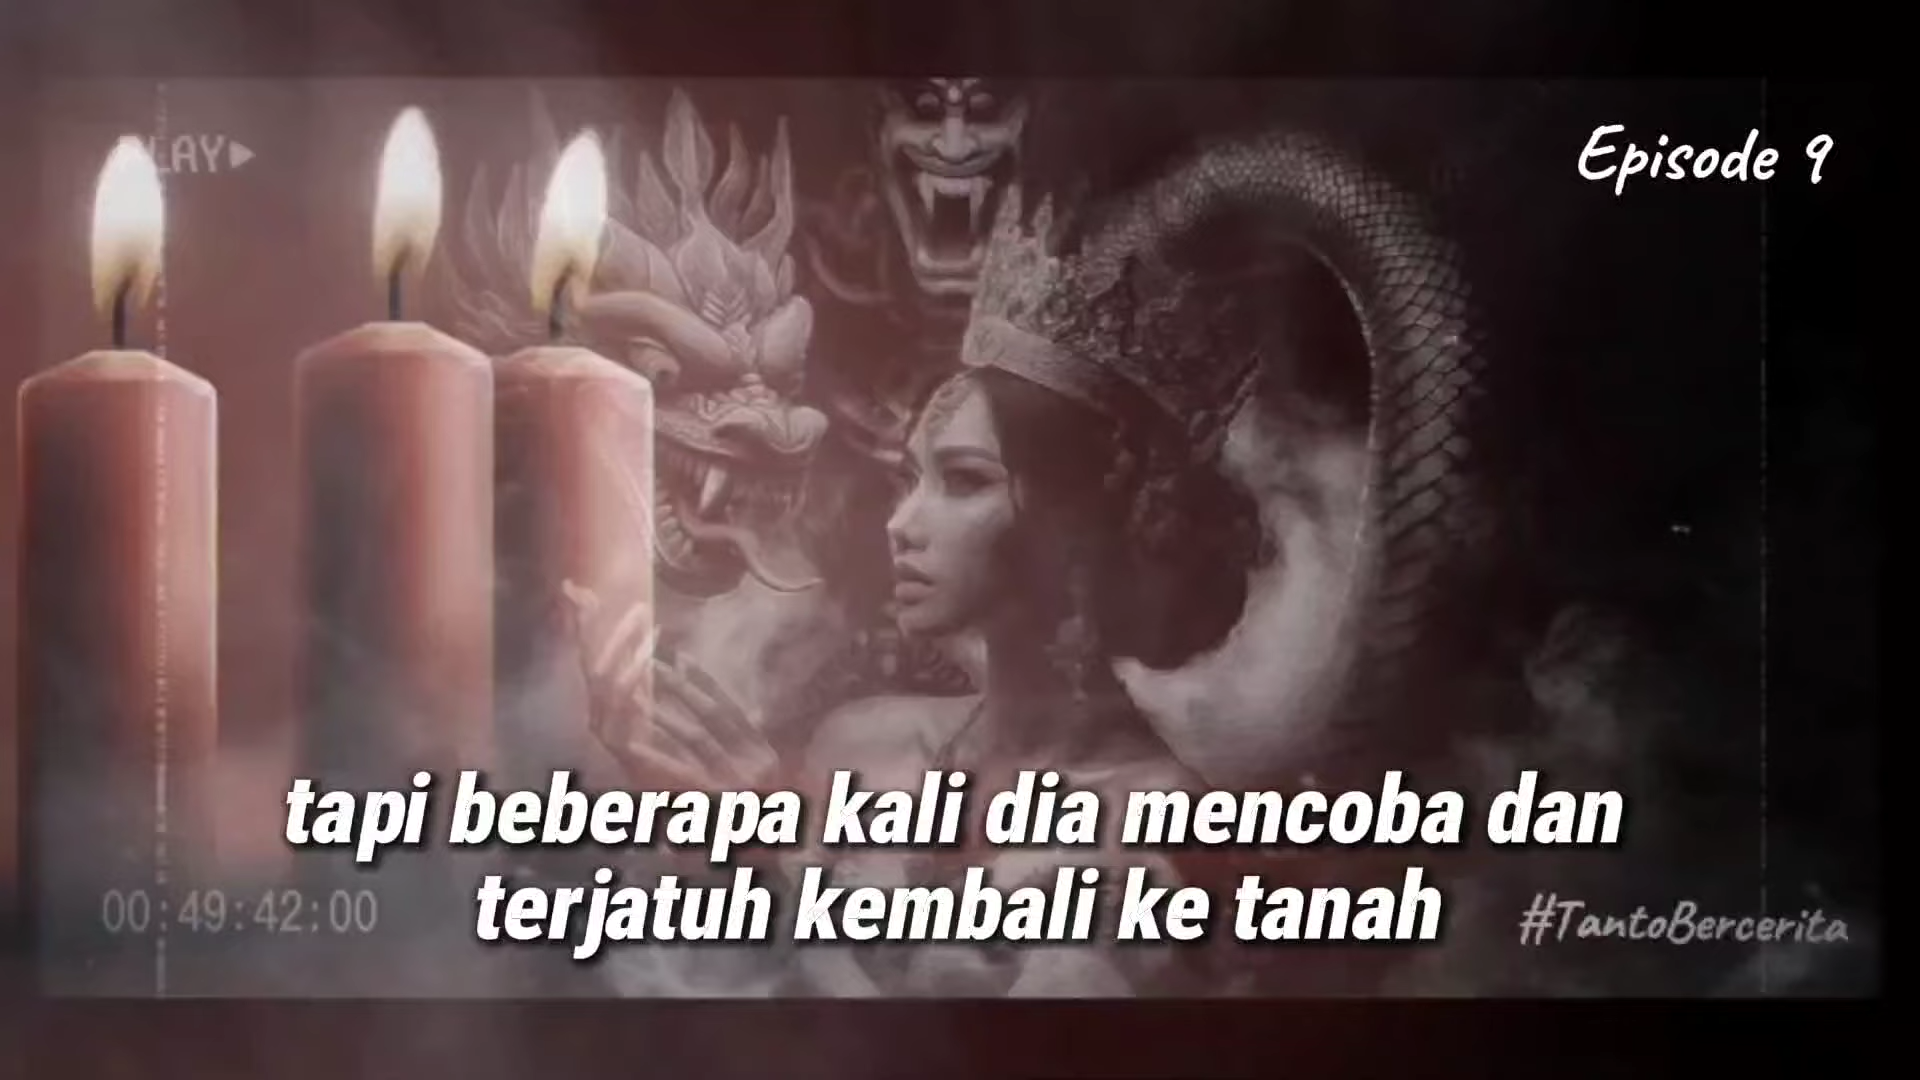 PLAY
Episode 9
tapi beberapa kali dia mencoba dan
terjatuh kembali ke tanah
00:49:42:00
#TantoBercerita